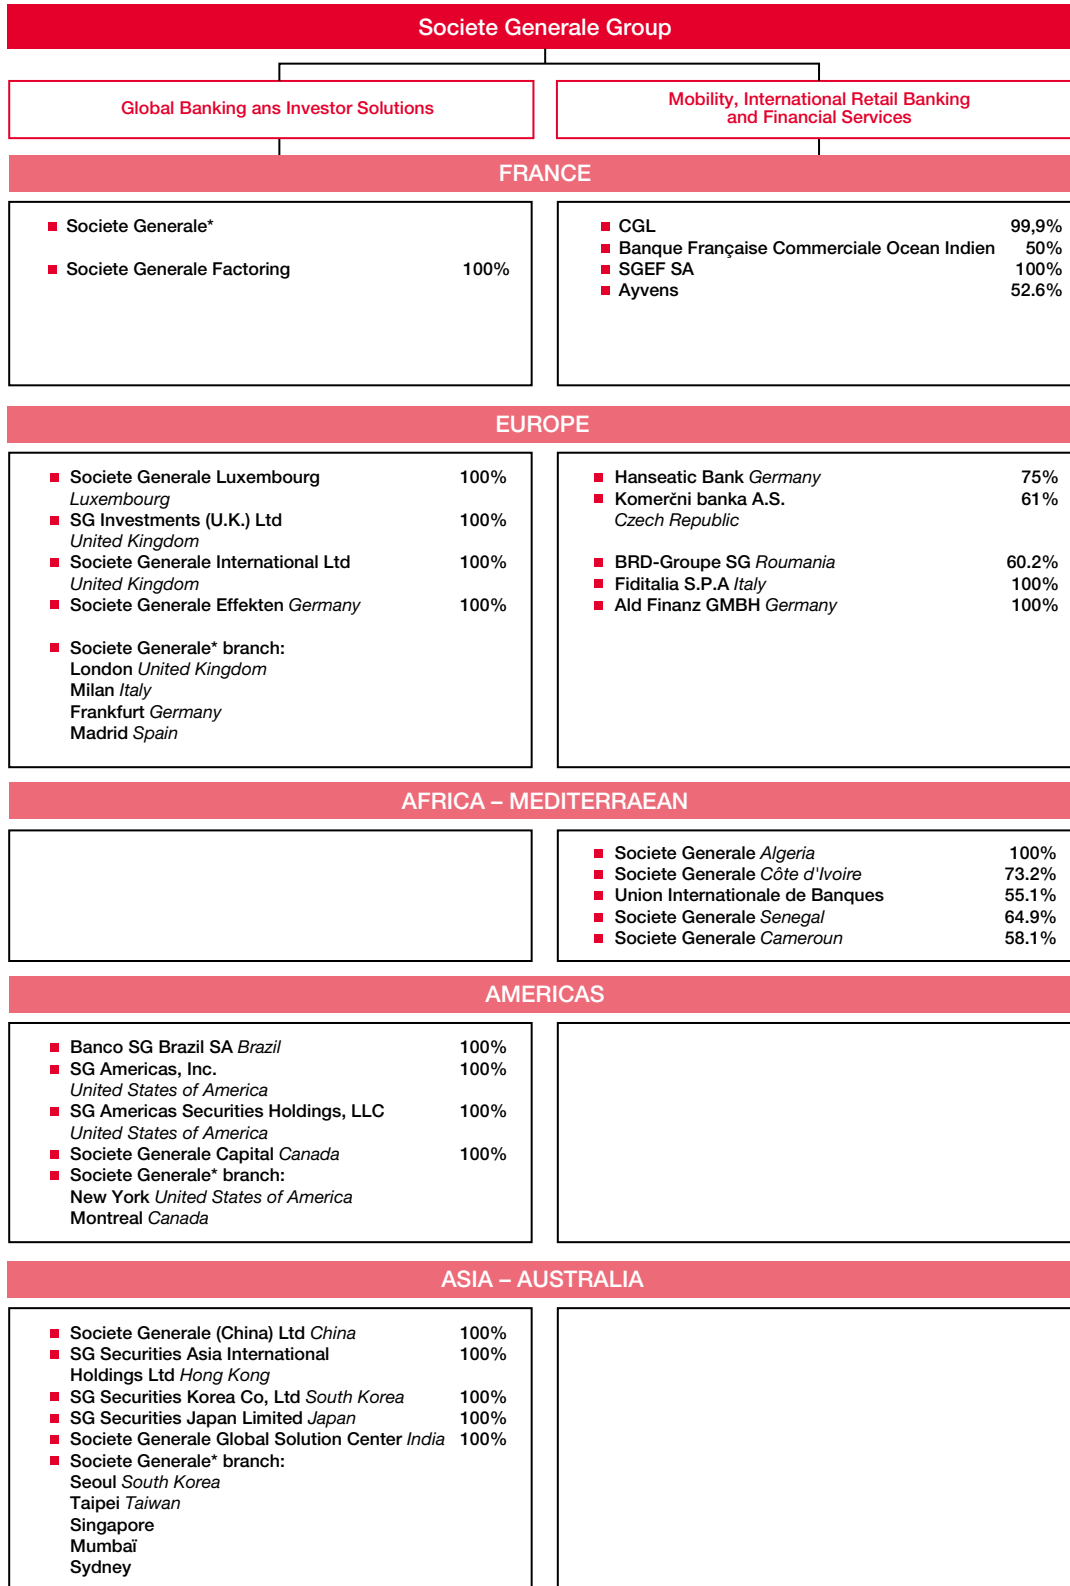 Societe Generale Group
Global Banking ans Investor Solutions
Mobility, International Retail Banking
and Financial Services
FRANCE
Societe Generale*
Societe Generale Factoring 100%
CGL 99,9%
Banque Française Commerciale Ocean Indien 50%
SGEF SA 100%
Ayvens 52.6%
EUROPE
Societe Generale Luxembourg 100%
Luxembourg
SG Investments (U.K.) Ltd 100%
United Kingdom
Societe Generale International Ltd 100%
United Kingdom
Societe Generale Effekten Germany 100%
Societe Generale* branch:
London United Kingdom
Milan Italy
Frankfurt Germany
Madrid Spain
Hanseatic Bank Germany 75%
Komerčni banka A.S. 61%
Czech Republic
BRD-Groupe SG Roumania 60.2%
Fiditalia S.P.A Italy 100%
Ald Finanz GMBH Germany 100%
AFRICA – MEDITERRAEAN
Societe Generale Algeria 100%
Societe Generale Côte d'Ivoire 73.2%
Union Internationale de Banques 55.1%
Societe Generale Senegal 64.9%
Societe Generale Cameroun 58.1%
AMERICAS
Banco SG Brazil SA Brazil 100%
SG Americas, Inc. 100%
United States of America
SG Americas Securities Holdings, LLC 100%
United States of America
Societe Generale Capital Canada 100%
Societe Generale* branch:
New York United States of America
Montreal Canada
ASIA – AUSTRALIA
Societe Generale (China) Ltd China 100%
SG Securities Asia International 100%
Holdings Ltd Hong Kong
SG Securities Korea Co, Ltd South Korea 100%
SG Securities Japan Limited Japan 100%
Societe Generale Global Solution Center India 100%
Societe Generale* branch:
Seoul South Korea
Taipei Taiwan
Singapore
Mumbaï
Sydney